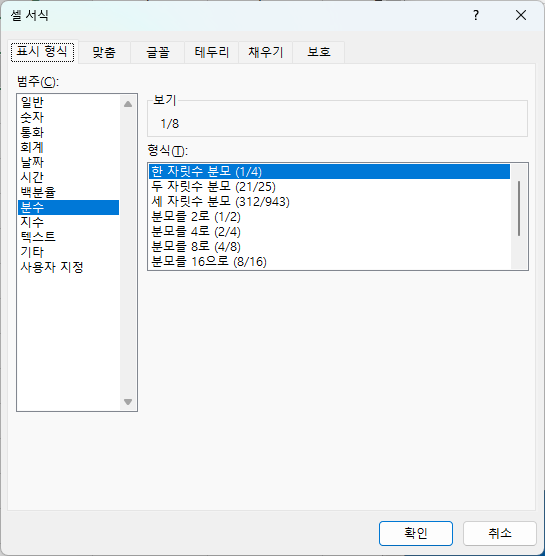 셀 서식
?
표시 형식 맞춤 글꼴 테두리 채우기 보호
범주(C):
일반
숫자
통화
회계
날짜
시간
백분율
분수
지수
텍스트
기타
사용자 지정
보기
1/8
형식(T):
한 자릿수 분모 (1/4)
두 자릿수 분모 (21/25)
세 자릿수 분모 (312/943)
분모를 2로 (1/2)
분모를 4로 (2/4)
분모를 8로 (4/8)
분모를 16으로 (8/16)
확인 취소